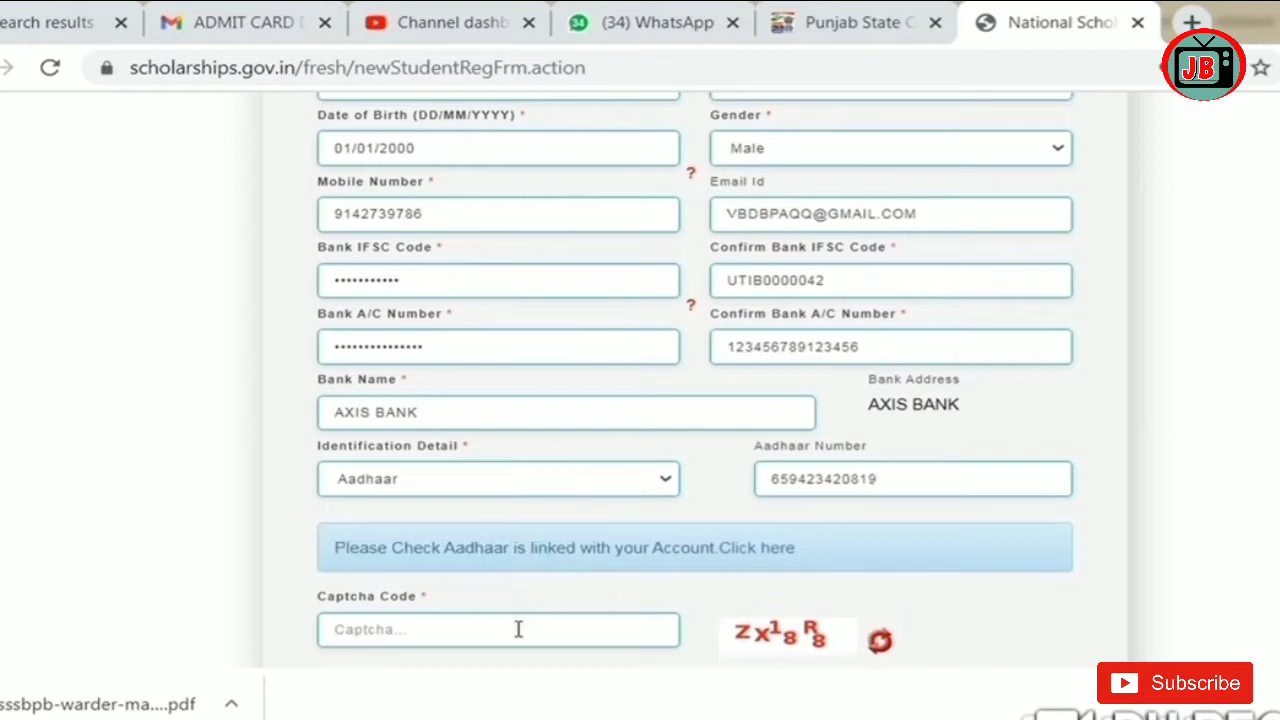 earch results
ADMIT CARD
Channel dashb
34
(34) WhatsApp
Punjab State C
National Schol
JB
scholarships.gov.in/fresh/newStudentRegFrm.action
Date of Birth (DD/MM/YYYY) *
Gender *
01/01/2000
Male
Mobile Number *
?
Email Id
9142739786
VBDBPAQQ@GMAIL.COM
Bank IFSC Code *
Confirm Bank IFSC Code *
•••••••••••
UTIB0000042
Bank A/C Number *
?
Confirm Bank A/C Number *
•••••••••••••••
123456789123456
Bank Name *
Bank Address
AXIS BANK
AXIS BANK
Identification Detail *
Aadhaar Number
Aadhaar
659423420819
Please Check Aadhaar is linked with your Account.Click here
Captcha Code *
Captcha...
Zx18R8
sssbpb-warder-ma....pdf
Subscribe